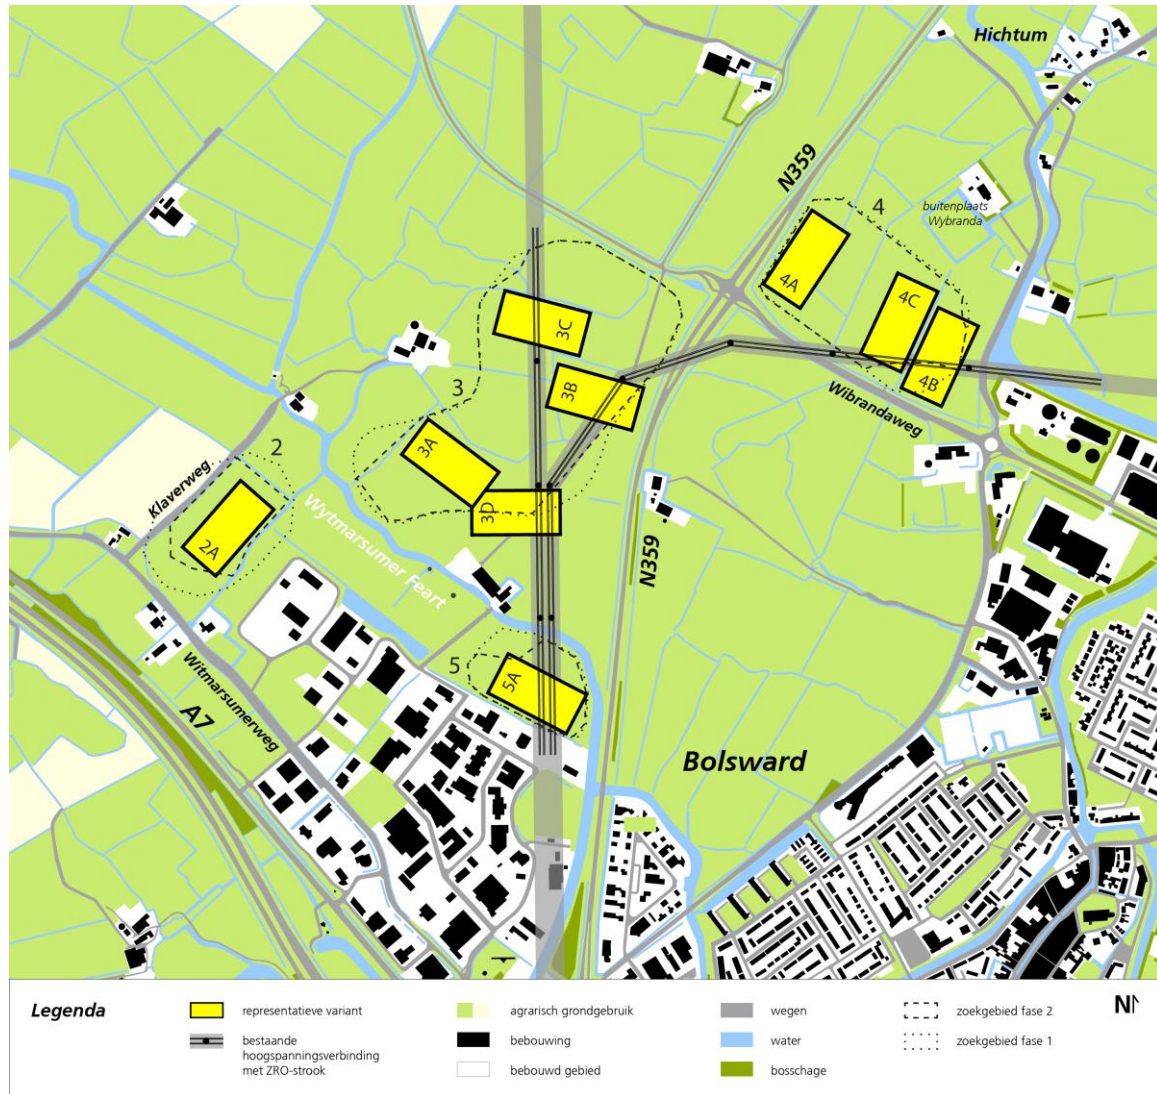 Hichtum
N359
buitenplaats
Wybranda
4
4A
4C
4B
3C
3
3B
Wibrandaweg
3A
2
Klaverweg
3D
2A
Wytmarsumer Feart
N359
5
5A
Witmarsumerweg
A7
Bolsward
Legenda
representatieve variant
bestaande
hoogspanningsverbinding
met ZRO-strook
agrarisch grondgebruik
bebouwing
bebouwd gebied
wegen
water
bosschage
zoekgebied fase 2
zoekgebied fase 1
N